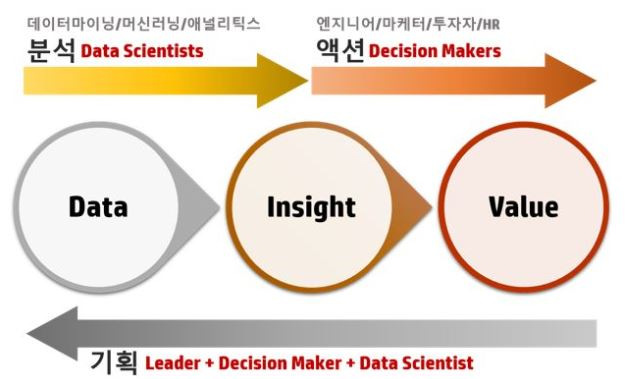 데이터마이닝/머신러닝/애널리틱스
분석 Data Scientists
엔지니어/마케터/투자자/HR
액션 Decision Makers
Data
Insight
Value
기획 Leader + Decision Maker + Data Scientist